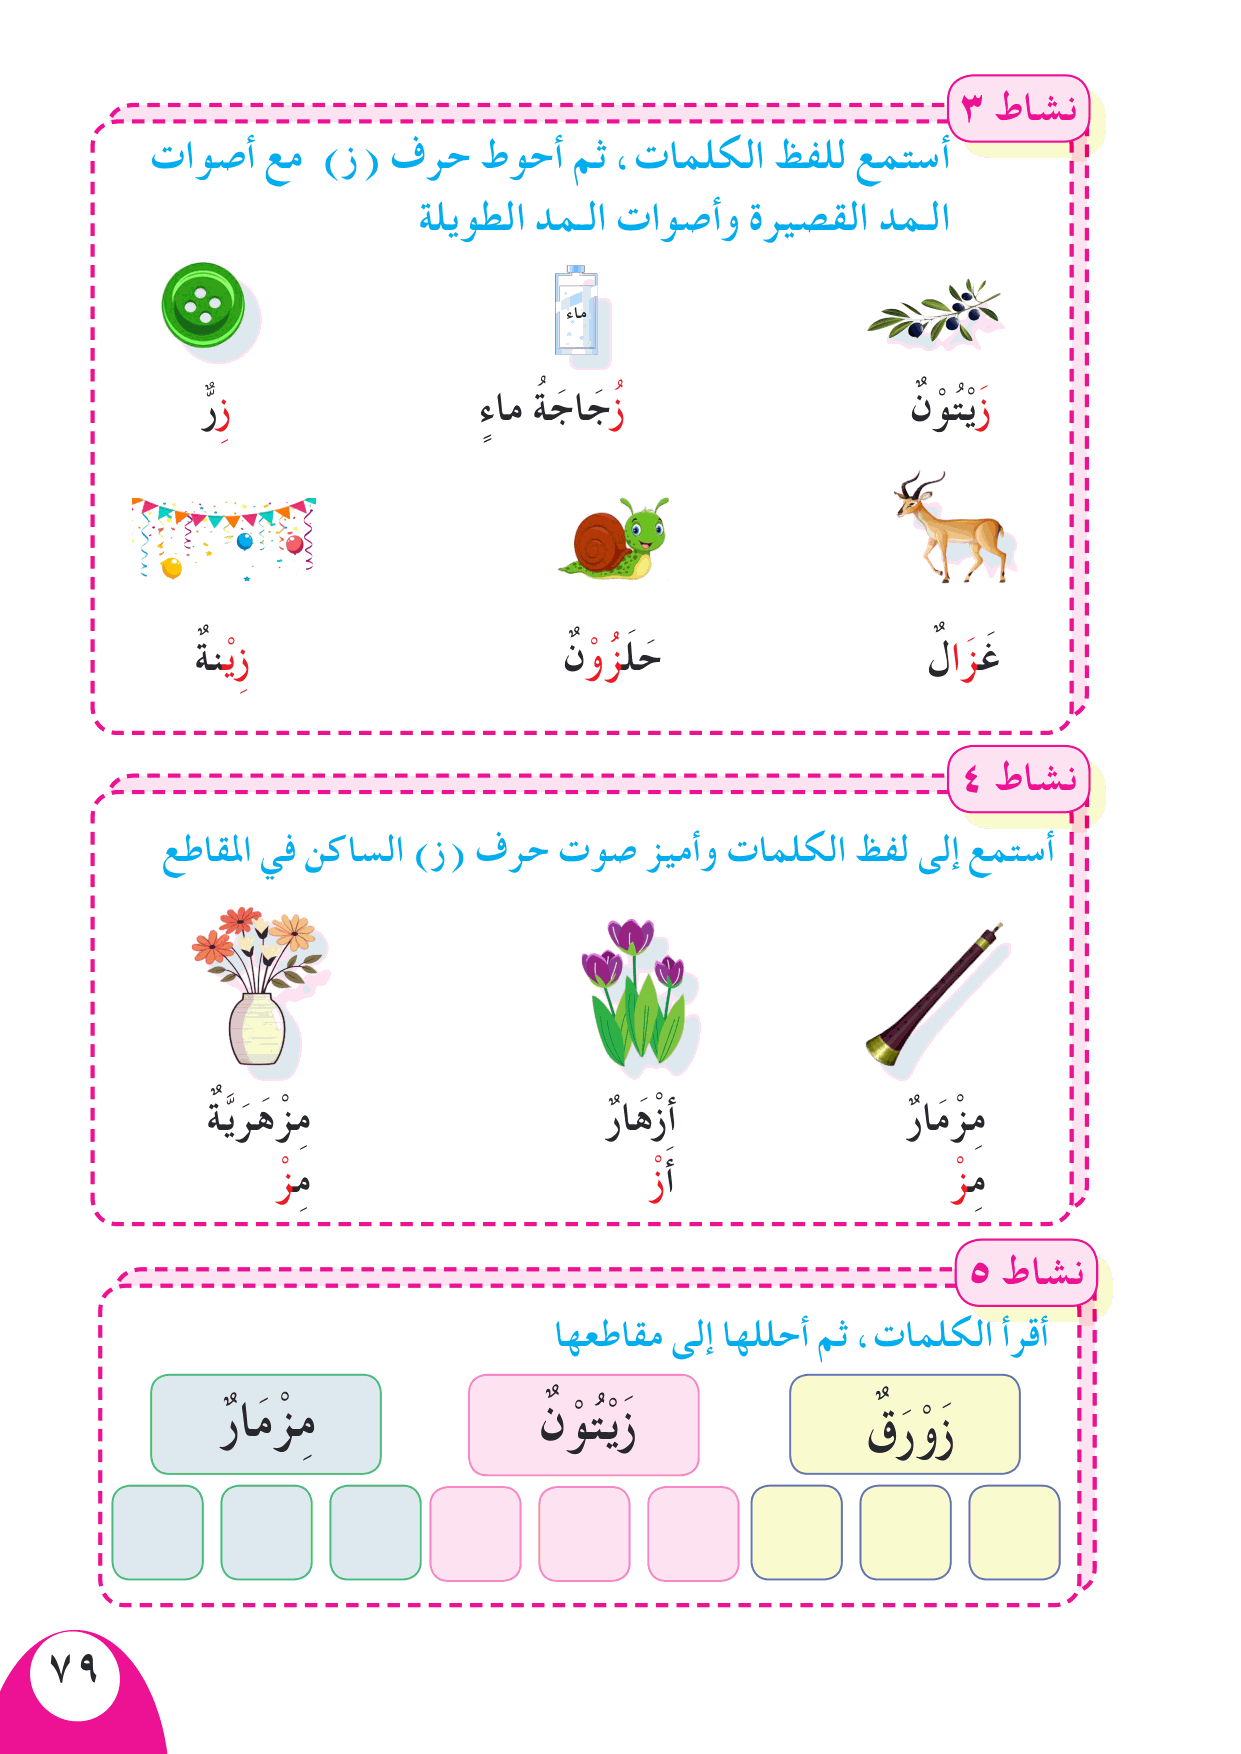 نشاط ٣
أستمع للفظ الكلمات، ثم أحوط حرف (ز) مع أصوات
المد القصيرة وأصوات المد الطويلة
ماء
زَيْتُوْنٌ زُجَاجَةُ ماءٍ زِرٌّ
غَزَالٌ حَلَزُوْنٌ زِيْنةٌ
نشاط ٤
أستمع إلى لفظ الكلمات وأميز صوت حرف (ز) الساكن في المقاطع
مِزْمَارٌ أزْهَارٌ مِزْهَرَيَّةٌ
مِزْ أَزْ مِزْ
نشاط ٥
أقرأ الكلمات، ثم أحللها إلى مقاطعها
زَوْرَقٌ زَيْتُوْنٌ مِزْمَارٌ
٧٩